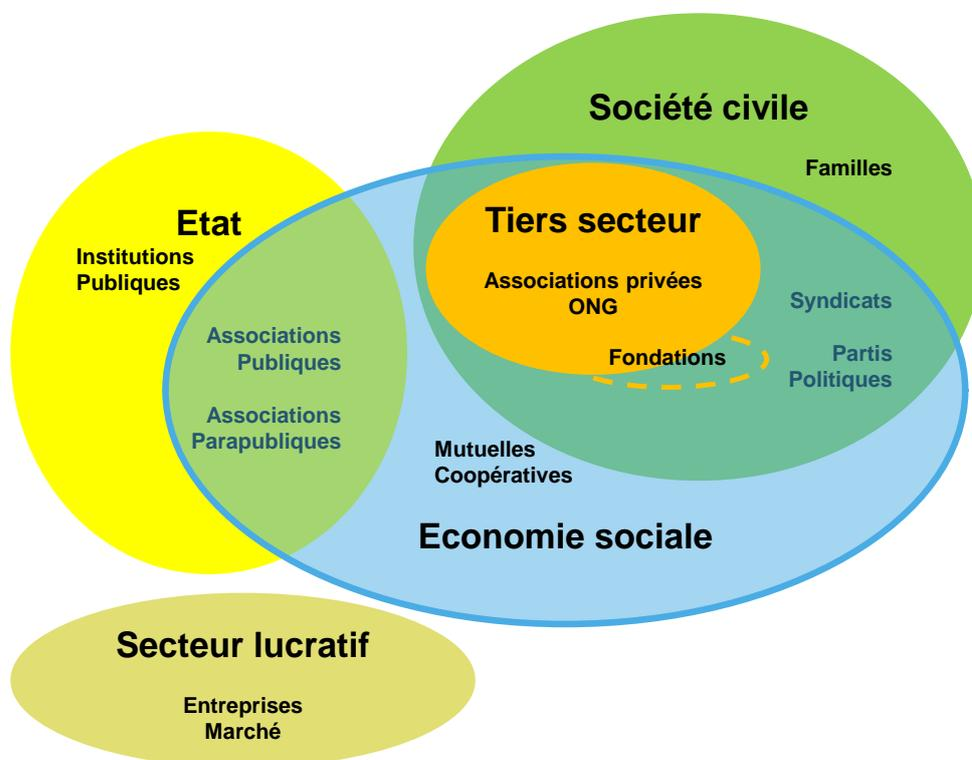 Société civile
Familles
Etat
Institutions
Publiques
Tiers secteur
Associations privées
ONG
Syndicats
Associations
Publiques
Fondations
Partis
Politiques
Associations
Parapubliques
Mutuelles
Coopératives
Economie sociale
Secteur lucratif
Entreprises
Marché